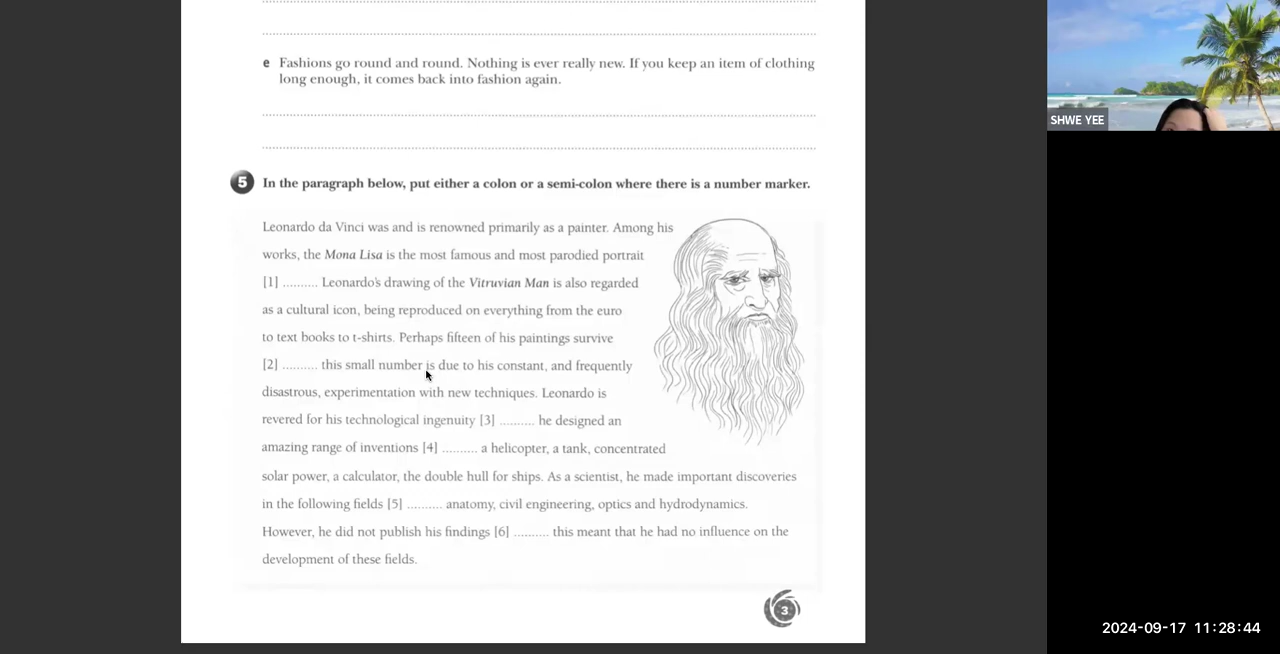 e Fashions go round and round. Nothing is ever really new. If you keep an item of clothing
long enough, it comes back into fashion again.
5 In the paragraph below, put either a colon or a semi-colon where there is a number marker.
Leonardo da Vinci was and is renowned primarily as a painter. Among his
works, the Mona Lisa is the most famous and most parodied portrait
[1] .......... Leonardo's drawing of the Vitruvian Man is also regarded
as a cultural icon, being reproduced on everything from the euro
to text books to t-shirts. Perhaps fifteen of his paintings survive
[2] .......... this small number is due to his constant, and frequently
disastrous, experimentation with new techniques. Leonardo is
revered for his technological ingenuity [3] .......... he designed an
amazing range of inventions [4] .......... a helicopter, a tank, concentrated
solar power, a calculator, the double hull for ships. As a scientist, he made important discoveries
in the following fields [5] .......... anatomy, civil engineering, optics and hydrodynamics.
However, he did not publish his findings [6] .......... this meant that he had no influence on the
development of these fields.
3
SHWE YEE
2024-09-17 11:28:44